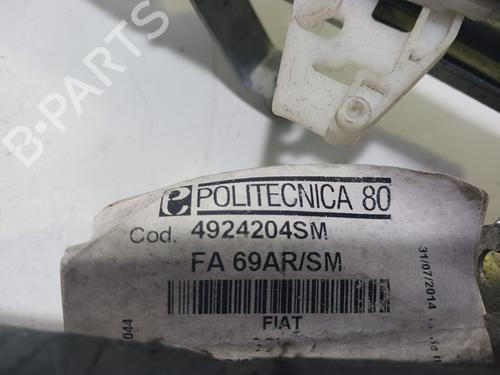 B-PARTS
POLITECNICA 80
Cod. 4924204SM
FA 69AR/SM
FIAT
31/07/2014
044